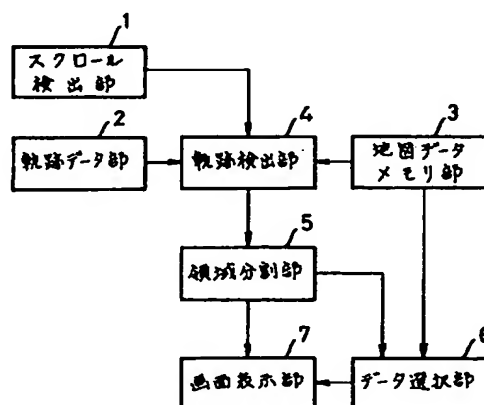 1
スクロール
検出部
2
軌跡データ部
4
軌跡検出部
3
地図データ
メモリ部
5
領域分割部
7
画面表示部
6
データ選択部